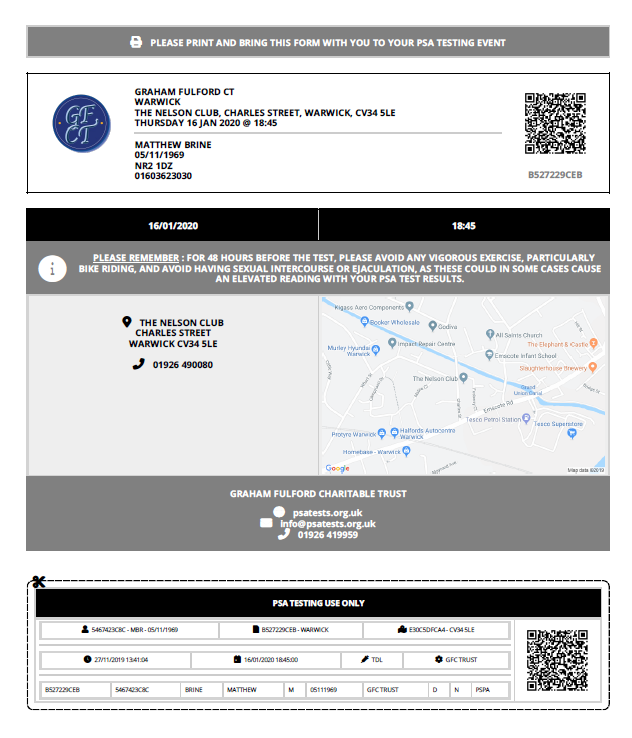 PLEASE PRINT AND BRING THIS FORM WITH YOU TO YOUR PSA TESTING EVENT
GF
CT
GRAHAM FULFORD CT
WARWICK
THE NELSON CLUB, CHARLES STREET, WARWICK, CV34 5LE
THURSDAY 16 JAN 2020 @ 18:45
MATTHEW BRINE
05/11/1969
NR2 1DZ
01603623030
B527229CEB
16/01/2020
18:45
PLEASE REMEMBER : FOR 48 HOURS BEFORE THE TEST, PLEASE AVOID ANY VIGOROUS EXERCISE, PARTICULARLY
BIKE RIDING, AND AVOID HAVING SEXUAL INTERCOURSE OR EJACULATION, AS THESE COULD IN SOME CASES CAUSE
AN ELEVATED READING WITH YOUR PSA TEST RESULTS.
THE NELSON CLUB
CHARLES STREET
WARWICK CV34 5LE
01926 490080
Kigass Aero Components
Booker Wholesale
Godiva
All Saints Church
Impact Repair Centre
The Elephant & Castle
Murley Hyundai
Warwick
Emscote Infant School
Slaughterhouse Brewery
The Nelson Club
Grand
Union Canal
Emscote Rd
Tesco Petrol Station
Tesco Superstore
Protyre Warwick
Halfords Autocentre
Warwick
Homebase - Warwick
Google
Map data ©2019
GRAHAM FULFORD CHARITABLE TRUST
psatests.org.uk
info@psatests.org.uk
01926 419959
PSA TESTING USE ONLY
5467423C8C - MBR - 05/11/1969
B527229CEB - WARWICK
E30C5DFCA4 - CV34 5LE
27/11/2019 13:41:04
16/01/2020 18:45:00
TDL
GFC TRUST
B527229CEB 5467423C8C BRINE MATTHEW M 05111969 GFC TRUST D N PSPA